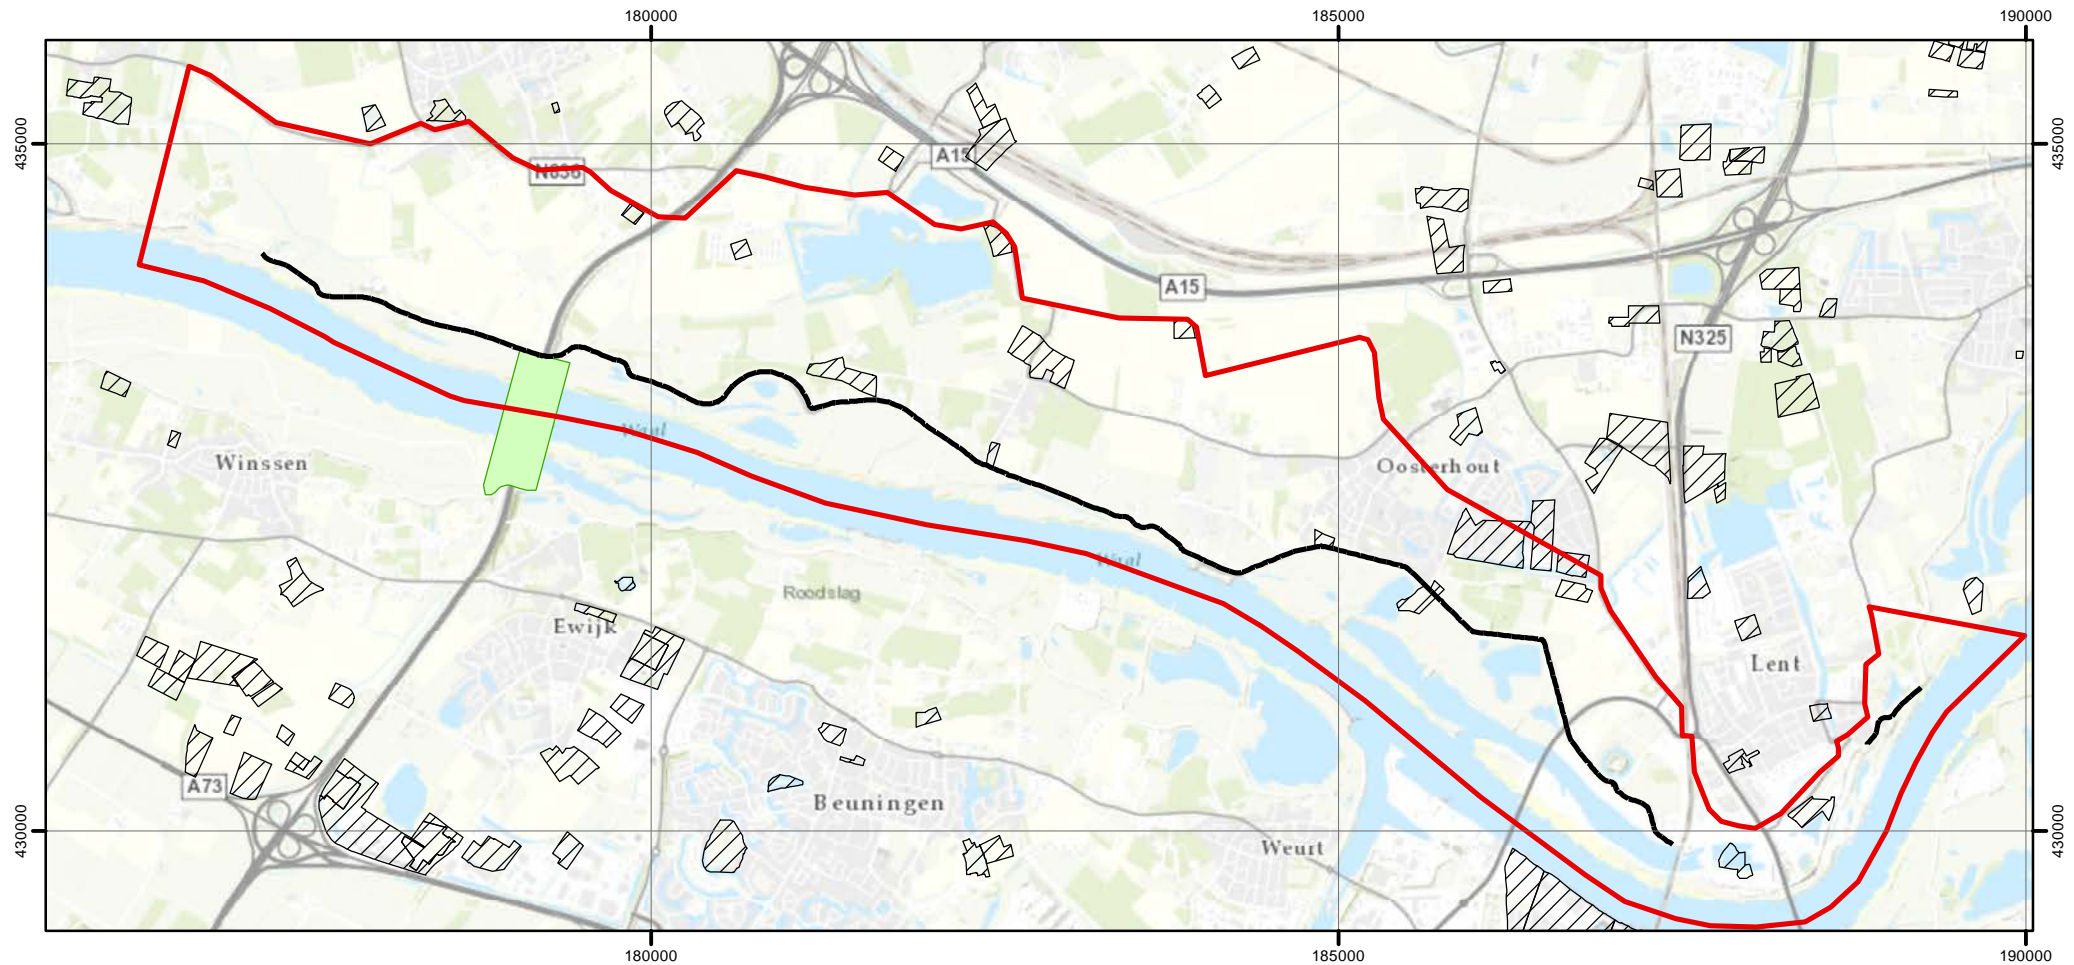 180000
185000
190000
435000
435000
A15
N836
A15
N325
Waal
Winssen
Oosterhout
Waal
Roodslag
Ewijk
Lent
A73
Beuningen
430000
430000
Weurt
180000
185000
190000